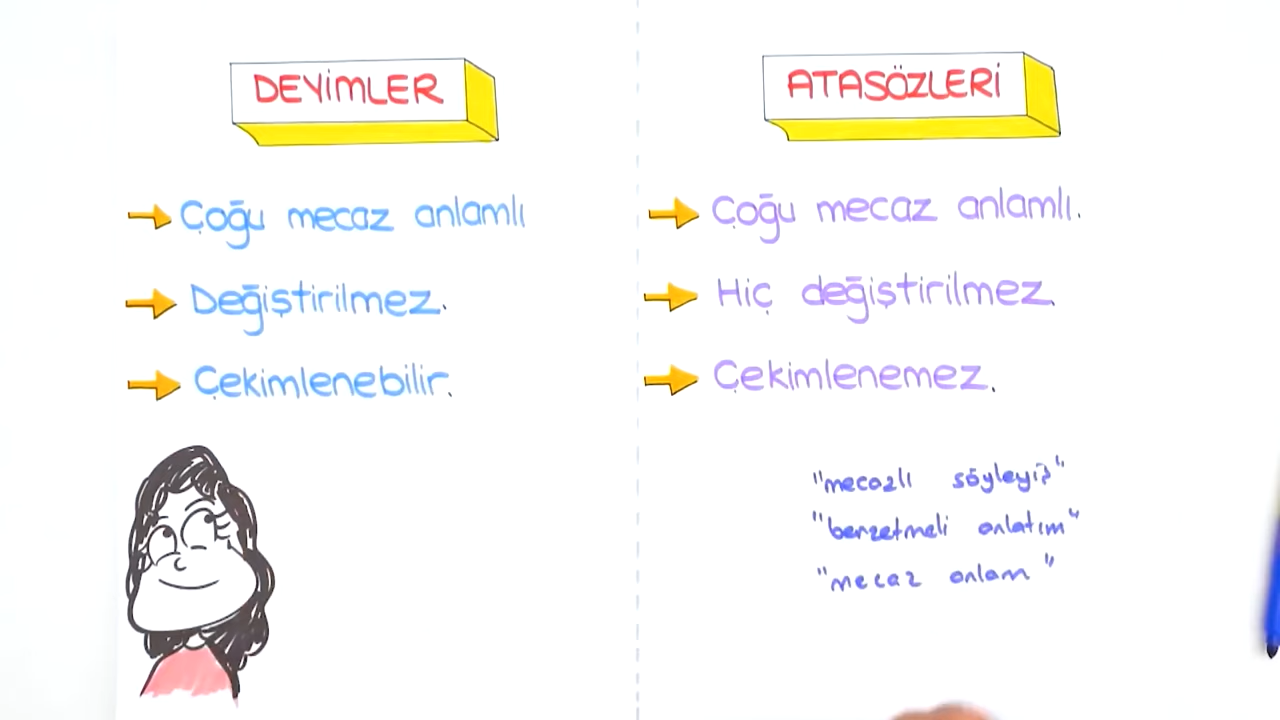 DEYİMLER
Çoğu mecaz anlamlı
Değiştirilmez.
Çekimlenebilir.
ATASÖZLERİ
Çoğu mecaz anlamlı.
Hiç değiştirilmez.
Çekimlenemez.
"mecazlı söyleyiş"
"benzetmeli anlatım"
"mecaz anlam"